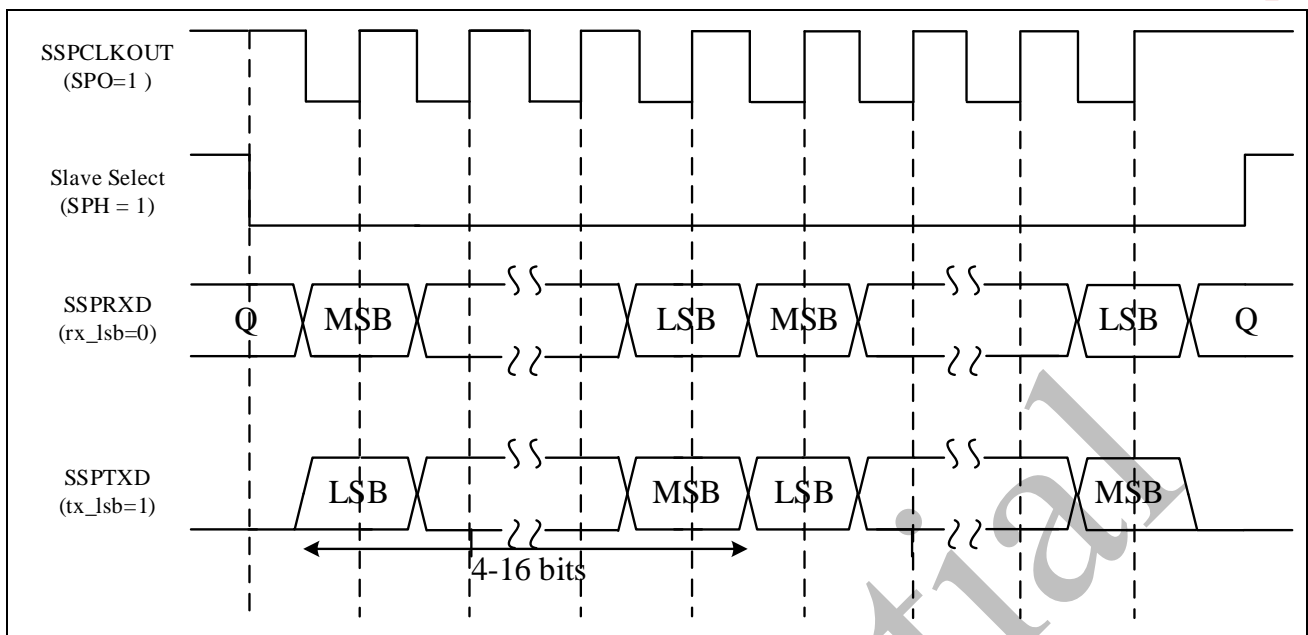 SSPCLKOUT
(SPO=1 )
Slave Select
(SPH = 1)
SSPRXD
(rx_lsb=0)
Q MSB LSB MSB LSB Q
SSPTXD
(tx_lsb=1)
LSB MSB LSB MSB
4-16 bits
tial